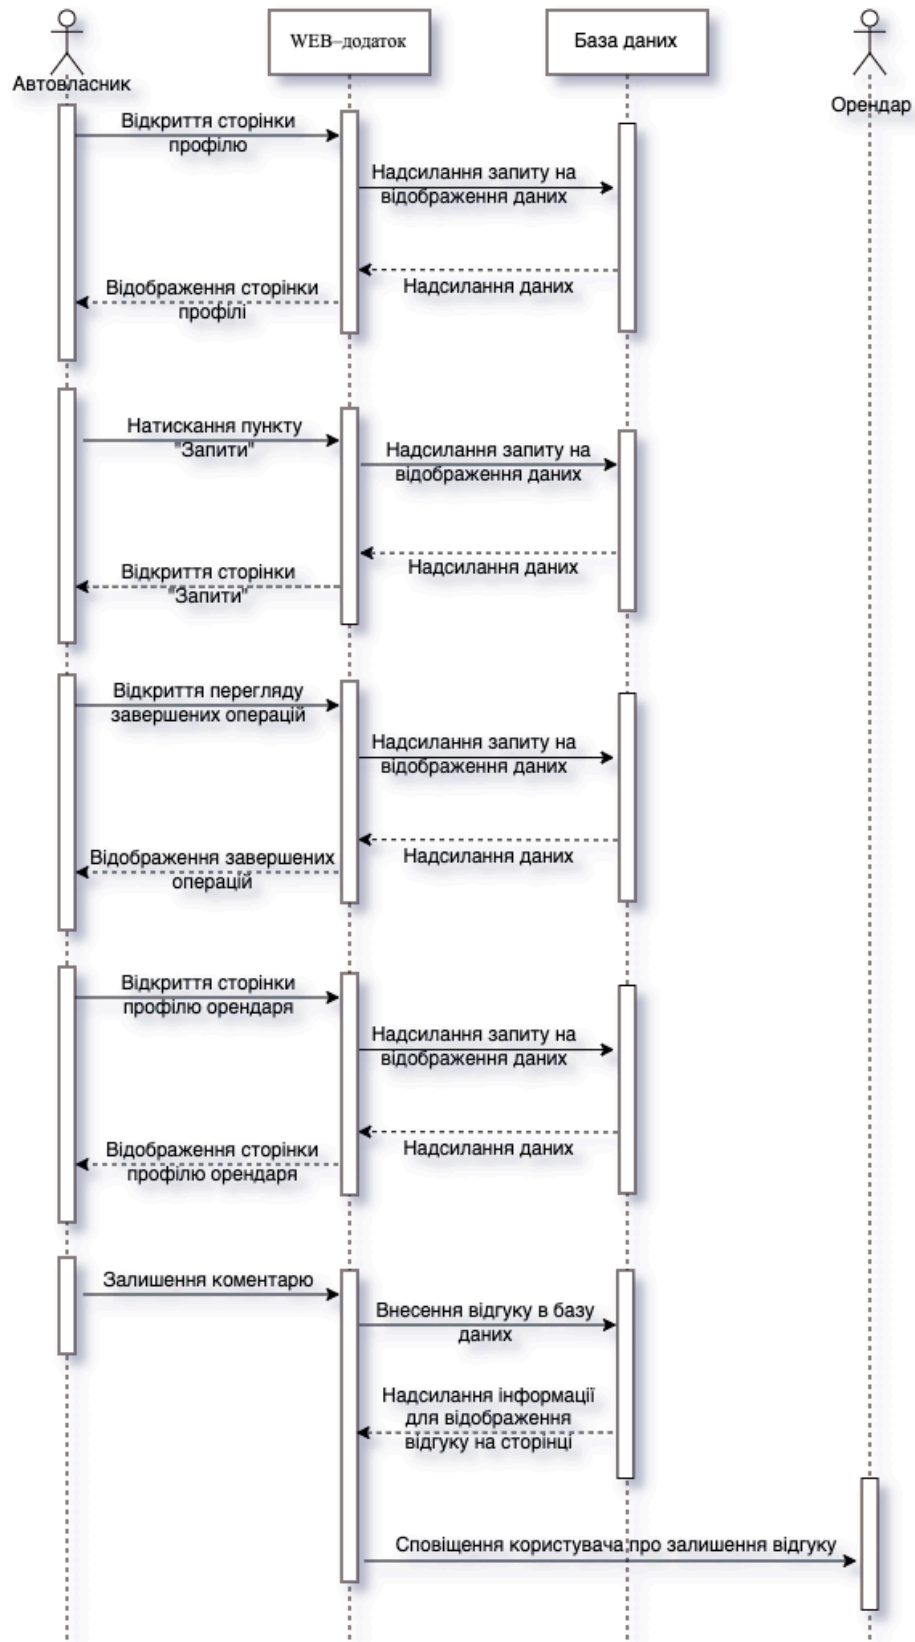 WEB–додаток
База даних
Автовласник
Орендар
Відкриття сторінки
профілю
Надсилання запиту на
відображення даних
Надсилання даних
Відображення сторінки
профілі
Натискання пункту
"Запити"
Надсилання запиту на
відображення даних
Надсилання даних
Відкриття сторінки
"Запити"
Відкриття перегляду
завершених операцій
Надсилання запиту на
відображення даних
Надсилання даних
Відображення завершених
операцій
Відкриття сторінки
профілю орендаря
Надсилання запиту на
відображення даних
Надсилання даних
Відображення сторінки
профілю орендаря
Залишення коментарю
Внесення відгуку в базу
даних
Надсилання інформації
для відображення
відгуку на сторінці
Сповіщення користувача про залишення відгуку